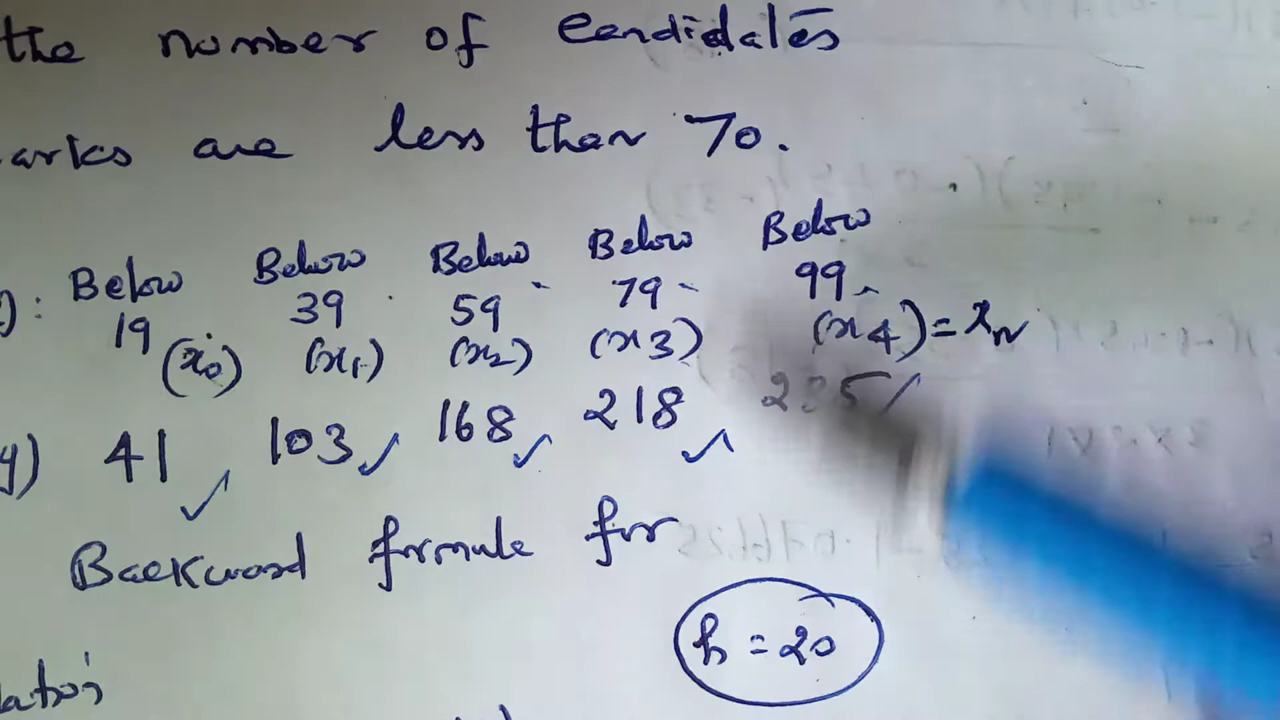 the number of candidates
arks are less than 70.
): Below Below Below Below Below
19 39 59 79 99
(x₀) (x₁) (x₂) (x3) (x4) = xₙ
y) 41 103 168 218
Backward formule for
h = 20